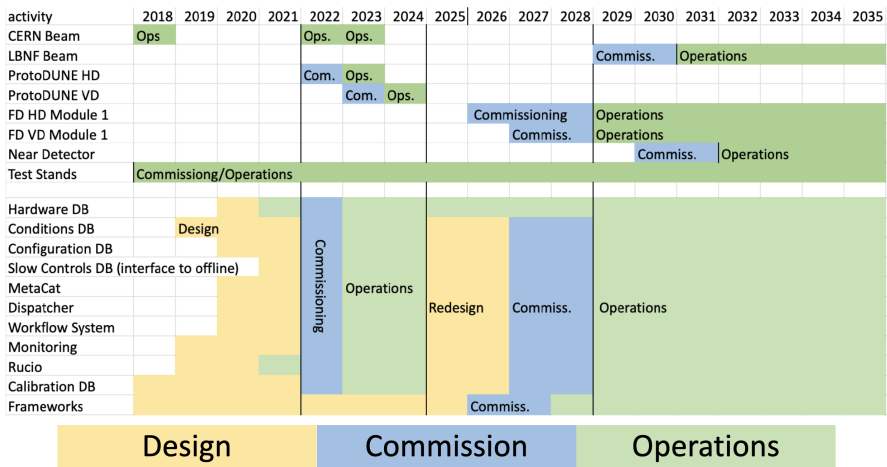 activity 2018 2019 2020 2021 2022 2023 2024 2025 2026 2027 2028 2029 2030 2031 2032 2033 2034 2035
CERN Beam Ops Ops. Ops.
LBNF Beam Commiss. Operations
ProtoDUNE HD Com. Ops.
ProtoDUNE VD Com. Ops.
FD HD Module 1 Commissioning Operations
FD VD Module 1 Commiss. Operations
Near Detector Commiss. Operations
Test Stands Commissiong/Operations
Hardware DB
Conditions DB Design
Configuration DB
Slow Controls DB (interface to offline)
MetaCat Commissioning Operations
Dispatcher Redesign Commiss. Operations
Workflow System
Monitoring
Rucio
Calibration DB
Frameworks Commiss.
Design Commission Operations